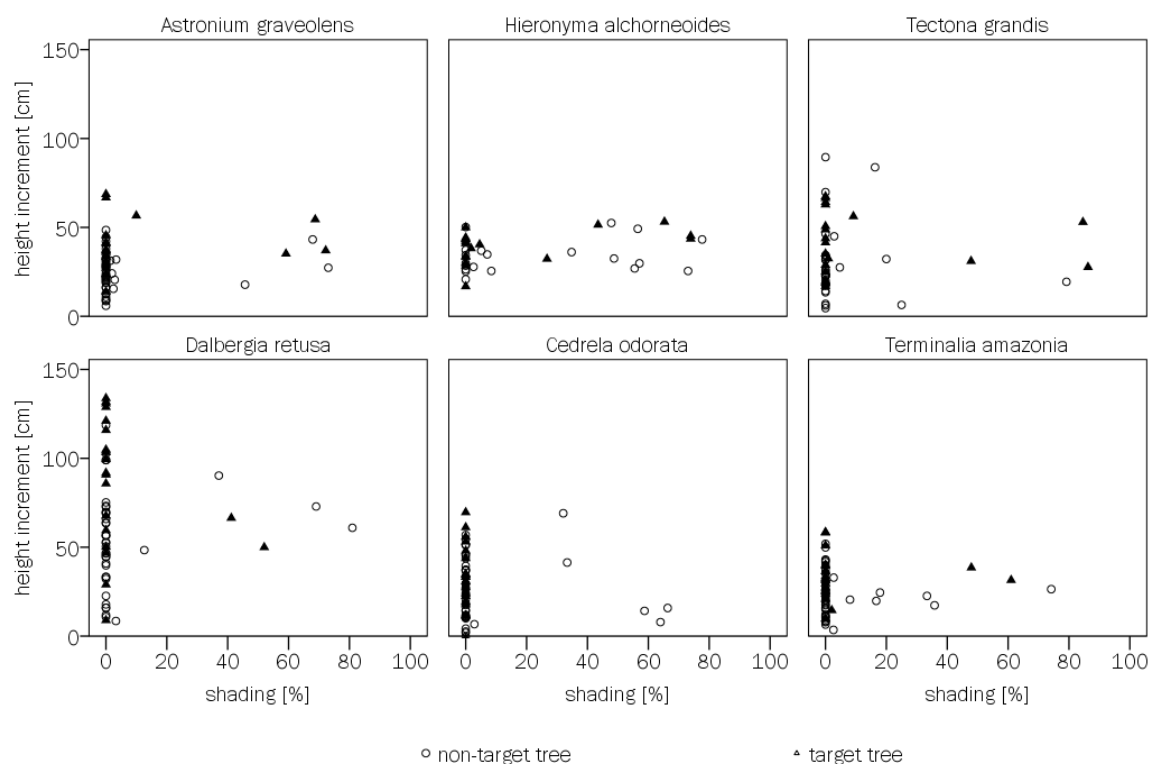 Astronium graveolens
Hieronyma alchorneoides
Tectona grandis
height increment [cm]
150
100
50
0
Dalbergia retusa
Cedrela odorata
Terminalia amazonia
height increment [cm]
150
100
50
0
0 20 40 60 80 100
0 20 40 60 80 100
0 20 40 60 80 100
shading [%]
shading [%]
shading [%]
non-target tree
target tree